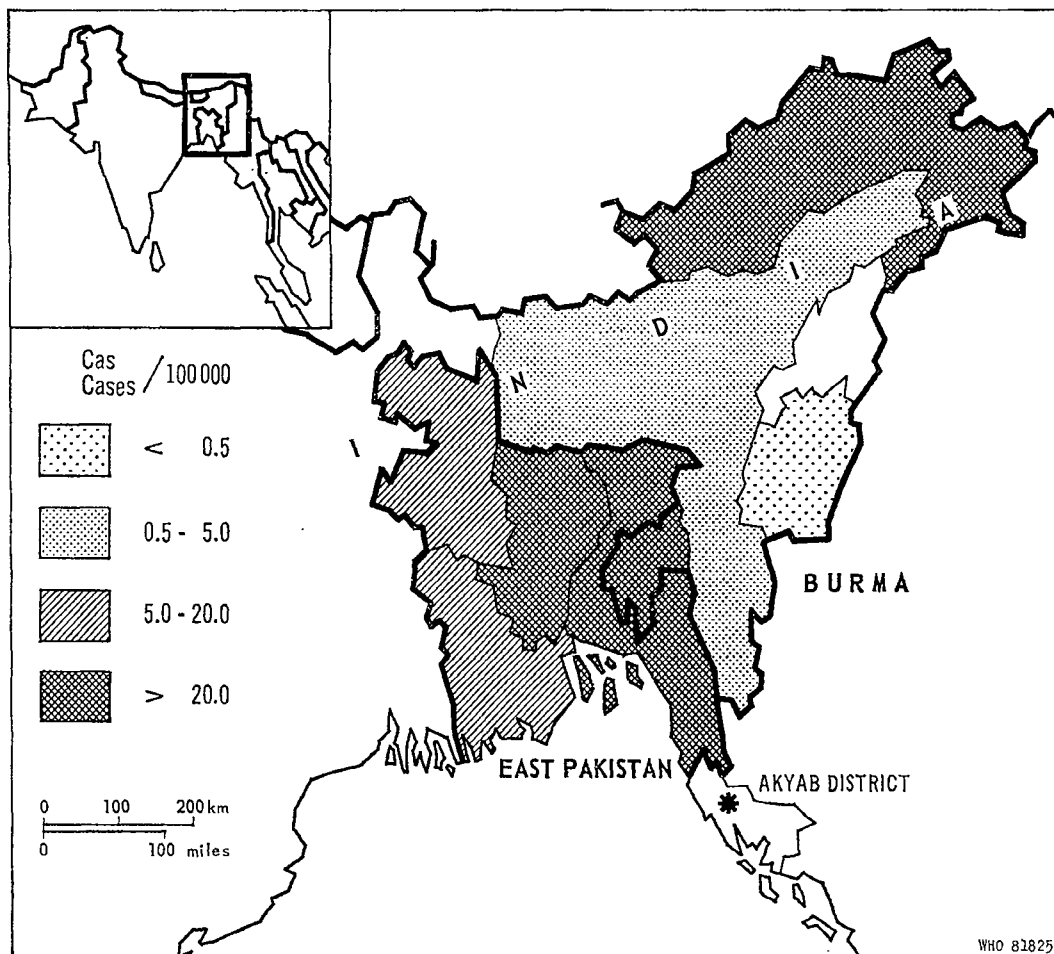 Cas
Cases / 100 000
< 0.5
0.5 - 5.0
5.0 - 20.0
> 20.0
0 100 200 km
0 100 miles
I N D I A
BURMA
EAST PAKISTAN
AKYAB DISTRICT
*
WHO 81825